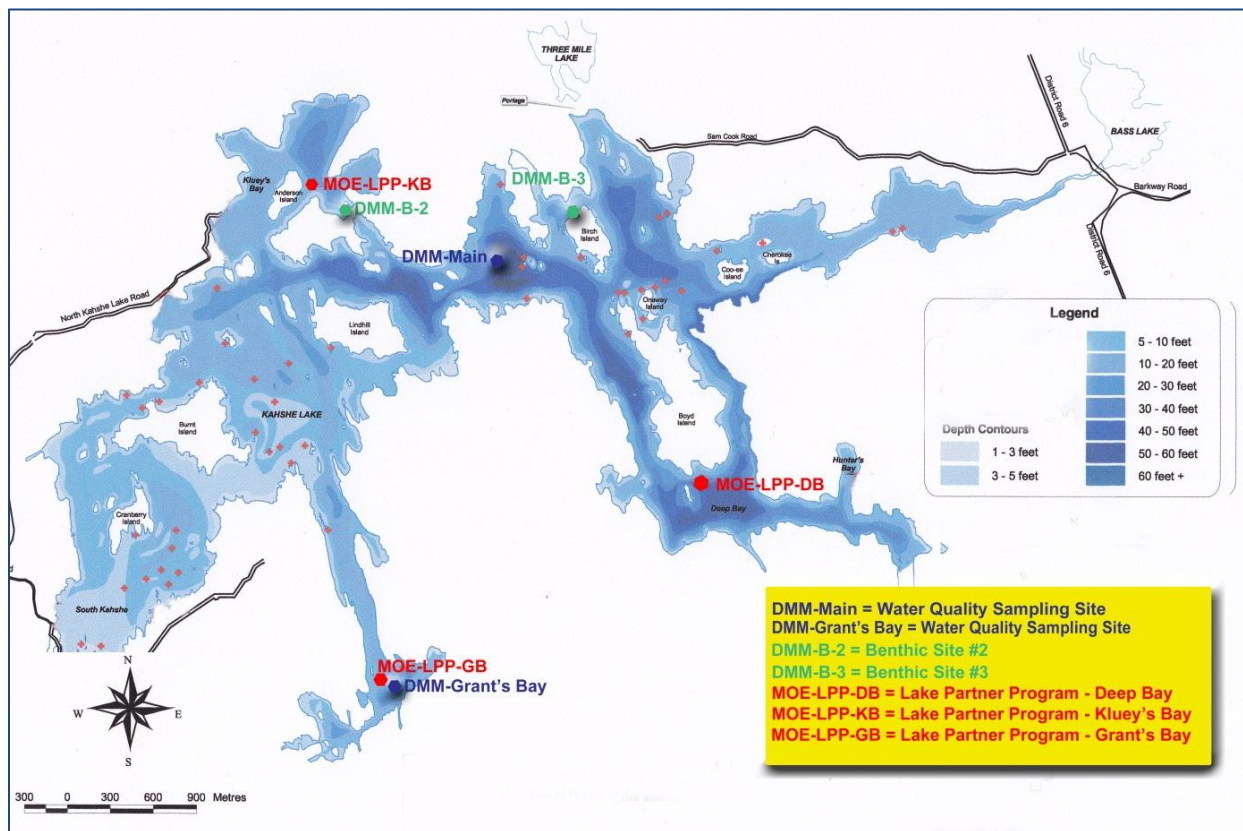 THREE MILE
LAKE
Portage
District Road 6
BASS LAKE
Sam Cook Road
Barkway Road
Kluey's
Bay
Anderson
Island
MOE-LPP-KB
DMM-B-3
DMM-B-2
Birch
Island
DMM-Main
Cherokee
Is.
Coo-ee
Island
District Road 6
North Kahshe Lake Road
Onaway
Island
Lindhill
Island
Legend
5 - 10 feet
10 - 20 feet
20 - 30 feet
30 - 40 feet
40 - 50 feet
50 - 60 feet
60 feet +
Depth Contours
1 - 3 feet
3 - 5 feet
KAHSHE LAKE
Burnt
Island
Boyd
Island
Hunter's
Bay
MOE-LPP-DB
Deep Bay
Cranberry
Island
South Kahshe
MOE-LPP-GB
DMM-Grant's Bay
DMM-Main = Water Quality Sampling Site
DMM-Grant's Bay = Water Quality Sampling Site
DMM-B-2 = Benthic Site #2
DMM-B-3 = Benthic Site #3
MOE-LPP-DB = Lake Partner Program - Deep Bay
MOE-LPP-KB = Lake Partner Program - Kluey's Bay
MOE-LPP-GB = Lake Partner Program - Grant's Bay
N
W E
S
300 0 300 600 900 Metres